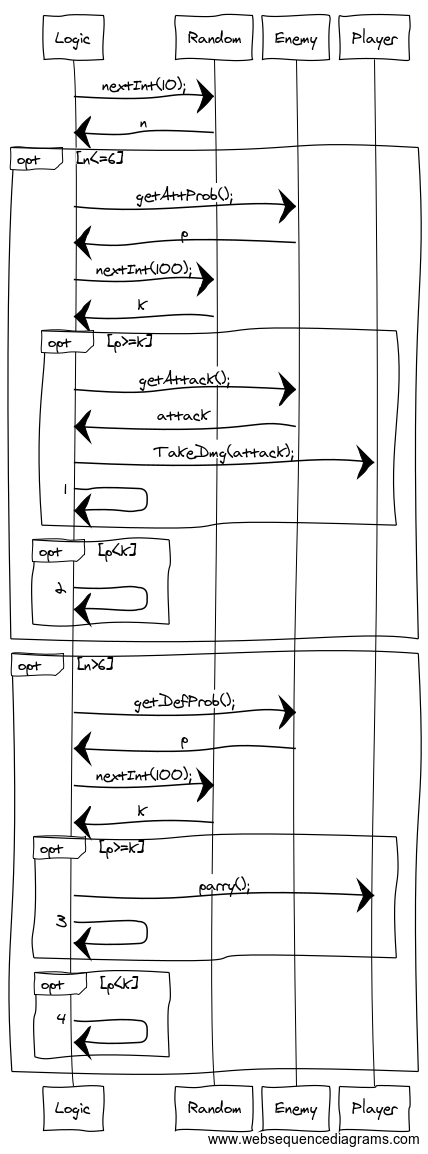 Logic Random Enemy Player
nextInt(10);
n
opt [n<=6]
getAttProb();
p
nextInt(100);
k
opt [p>=k]
getAttack();
attack
TakeDmg(attack);
1
opt [p<k]
2
opt [n>6]
getDefProb();
p
nextInt(100);
k
opt [p>=k]
parry();
3
opt [p<k]
4
Logic Random Enemy Player
www.websequencediagrams.com